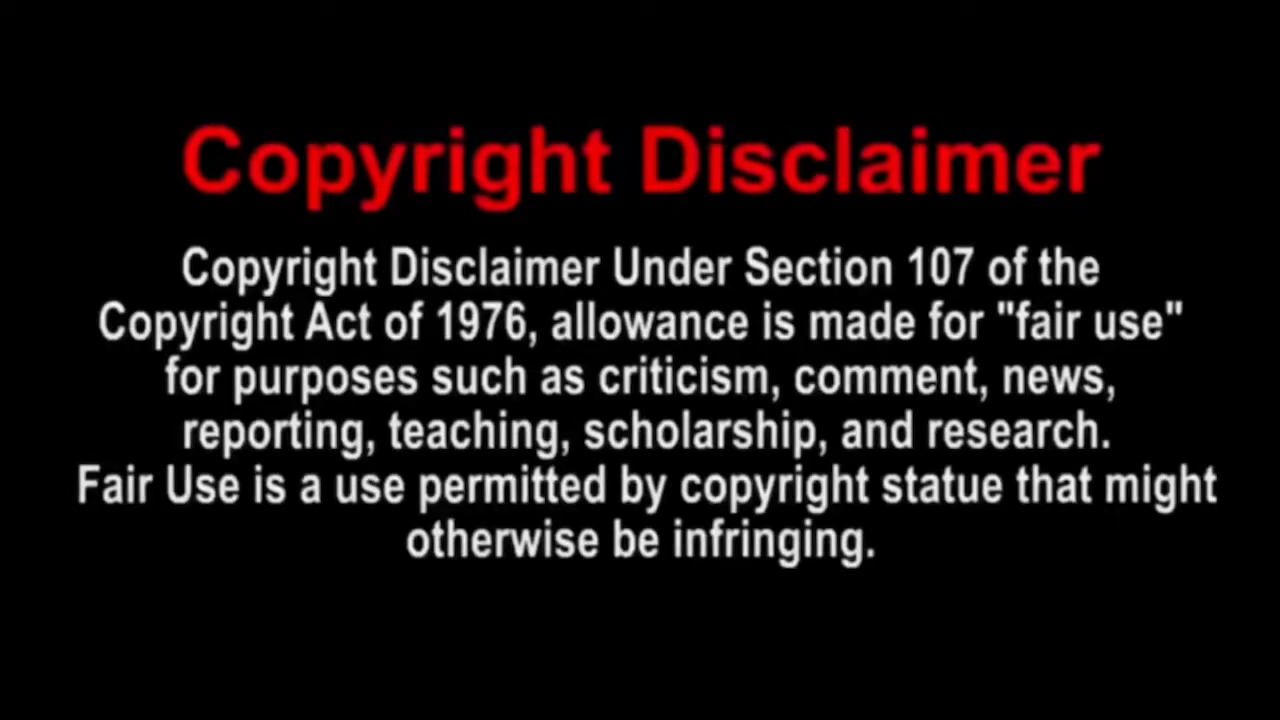 Copyright Disclaimer
Copyright Disclaimer Under Section 107 of the
Copyright Act of 1976, allowance is made for "fair use"
for purposes such as criticism, comment, news,
reporting, teaching, scholarship, and research.
Fair Use is a use permitted by copyright statue that might
otherwise be infringing.